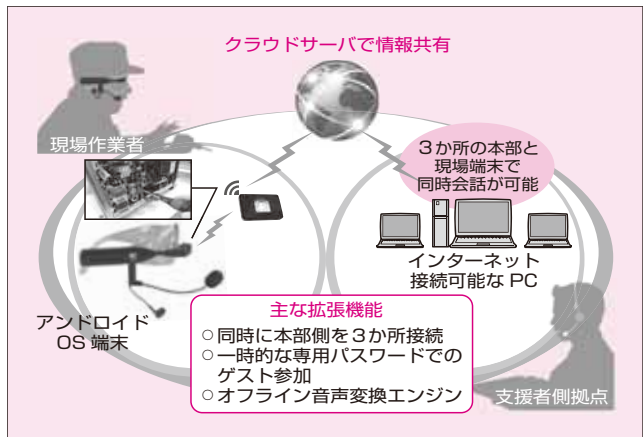 クラウドサーバで情報共有
現場作業者
3か所の本部と
現場端末で
同時会話が可能
インターネット
接続可能なPC
アンドロイド
OS端末
主な拡張機能
○同時に本部側を3か所接続
○一時的な専用パスワードでの
ゲスト参加
○オフライン音声変換エンジン
支援者側拠点